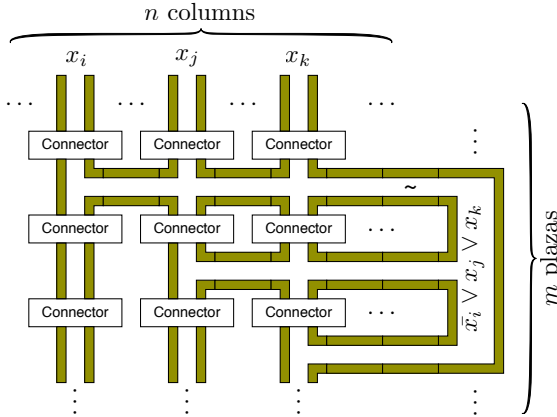 n columns
x_i x_j x_k
... ... ... ...
Connector Connector Connector
⋮
~
Connector Connector Connector ...
x̄_i ∨ x_j ∨ x_k
m plazas
Connector Connector Connector ...
⋮ ⋮ ⋮ ⋮